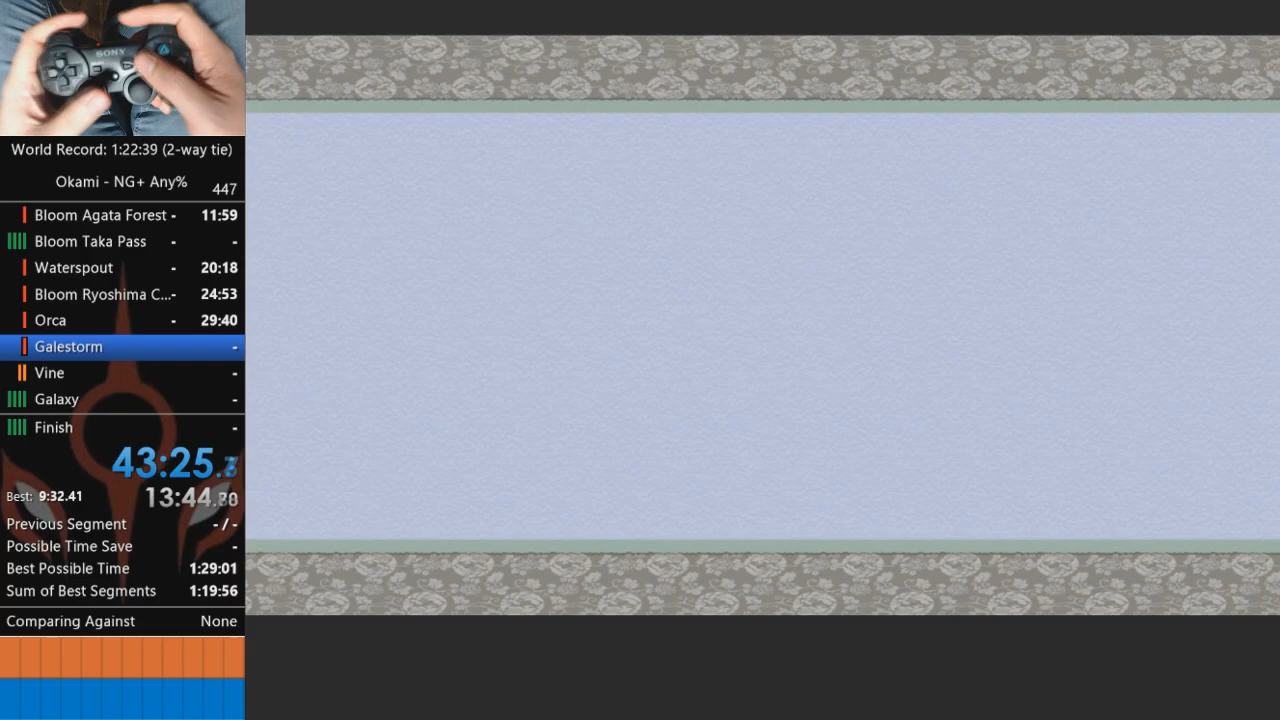 SONY
World Record: 1:22:39 (2-way tie)
Okami - NG+ Any%
447
Bloom Agata Forest - 11:59
Bloom Taka Pass - -
Waterspout - 20:18
Bloom Ryoshima C...- 24:53
Orca - 29:40
Galestorm -
Vine -
Galaxy -
Finish -
43:25.
Best: 9:32.41 13:44.
Previous Segment - / -
Possible Time Save -
Best Possible Time 1:29:01
Sum of Best Segments 1:19:56
Comparing Against None